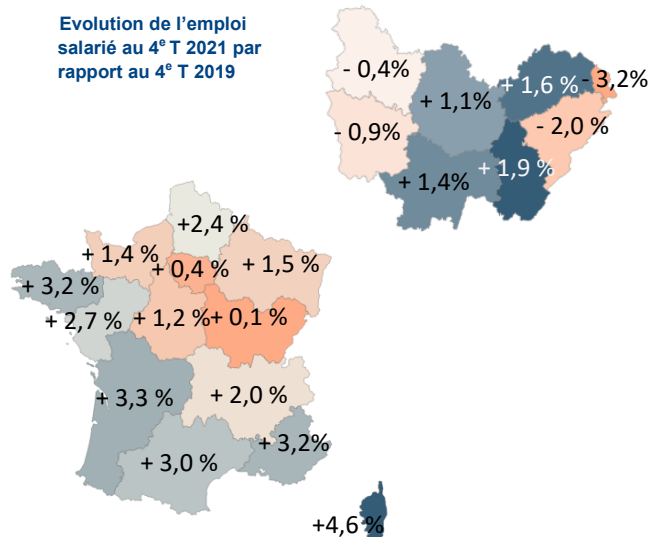 Evolution de l’emploi
salarié au 4e T 2021 par
rapport au 4e T 2019
- 0,4%
+ 1,1%
+ 1,6 %
- 3,2%
- 0,9%
- 2,0 %
+ 1,4%
+ 1,9 %
+2,4 %
+ 1,4 %
+ 0,4 %
+ 1,5 %
+ 3,2 %
+ 2,7 %
+ 1,2 %
+ 0,1 %
+ 3,3 %
+ 2,0 %
+ 3,0 %
+ 3,2%
+4,6 %